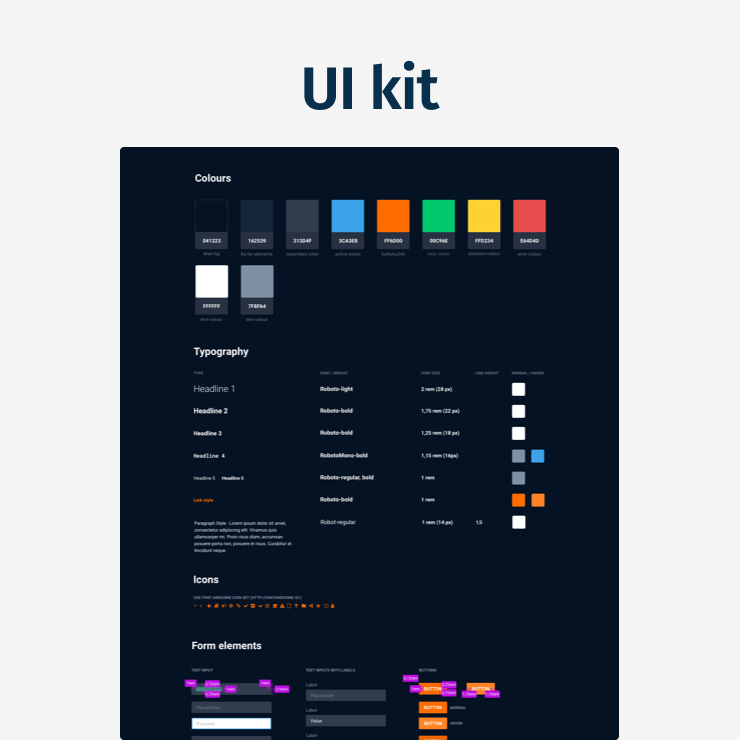 UI kit
Colours
041223 162539 313D4F 3CA3E8 FF6D00 00C96E FFD234 E64D4D
Main bg bg for elements secondary color active states buttons/link help colour attention colour error colour
FFFFFF 7F8FA4
text colour text colour
Typography
TYPE FONT / WEIGHT FONT SIZE LINE-HEIGHT NORMAL / HOVER
Headline 1 Roboto-light 2 rem (28 px)
Headline 2 Roboto-bold 1,75 rem (22 px)
Headline 3 Roboto-bold 1,25 rem (18 px)
Headline 4 RobotoMono-bold 1,15 rem (16px)
Headline 5 Headline 5 Roboto-regular, bold 1 rem
Link style Roboto-bold 1 rem
Paragraph Style - Lorem ipsum dolor sit amet, Robot-regular 1 rem (14 px) 1,5
consectetur adipiscing elit. Vivamus quis
ullamcorper mi. Proin risus diam, accumsan
posuere porta non, posuere et risus. Curabitur at
tincidunt neque.
Icons
USE FONT AWESOME ICON SET (HTTP://FONTAWESOME.IO/)
Form elements
TEXT INPUT TEXT INPUTS WITH LABELS BUTTONS
Label
Placeholder
BUTTON BUTTON
Placeholder
Label
BUTTON NORMAL
Value
BUTTON HOVER
Label